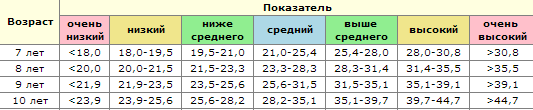 Возраст Показатель
очень низкий низкий ниже среднего средний выше среднего высокий очень высокий
7 лет <18,0 18,0-19,5 19,5-21,0 21,0-25,4 25,4-28,0 28,0-30,8 >30,8
8 лет <20,0 20,0-21,5 21,5-23,3 23,3-28,3 28,3-31,4 31,4-35,5 >35,5
9 лет <21,9 21,9-23,5 23,5-25,6 25,6-31,5 31,5-35,1 35,1-39,1 >39,1
10 лет <23,9 23,9-25,6 25,6-28,2 28,2-35,1 35,1-39,7 39,7-44,7 >44,7